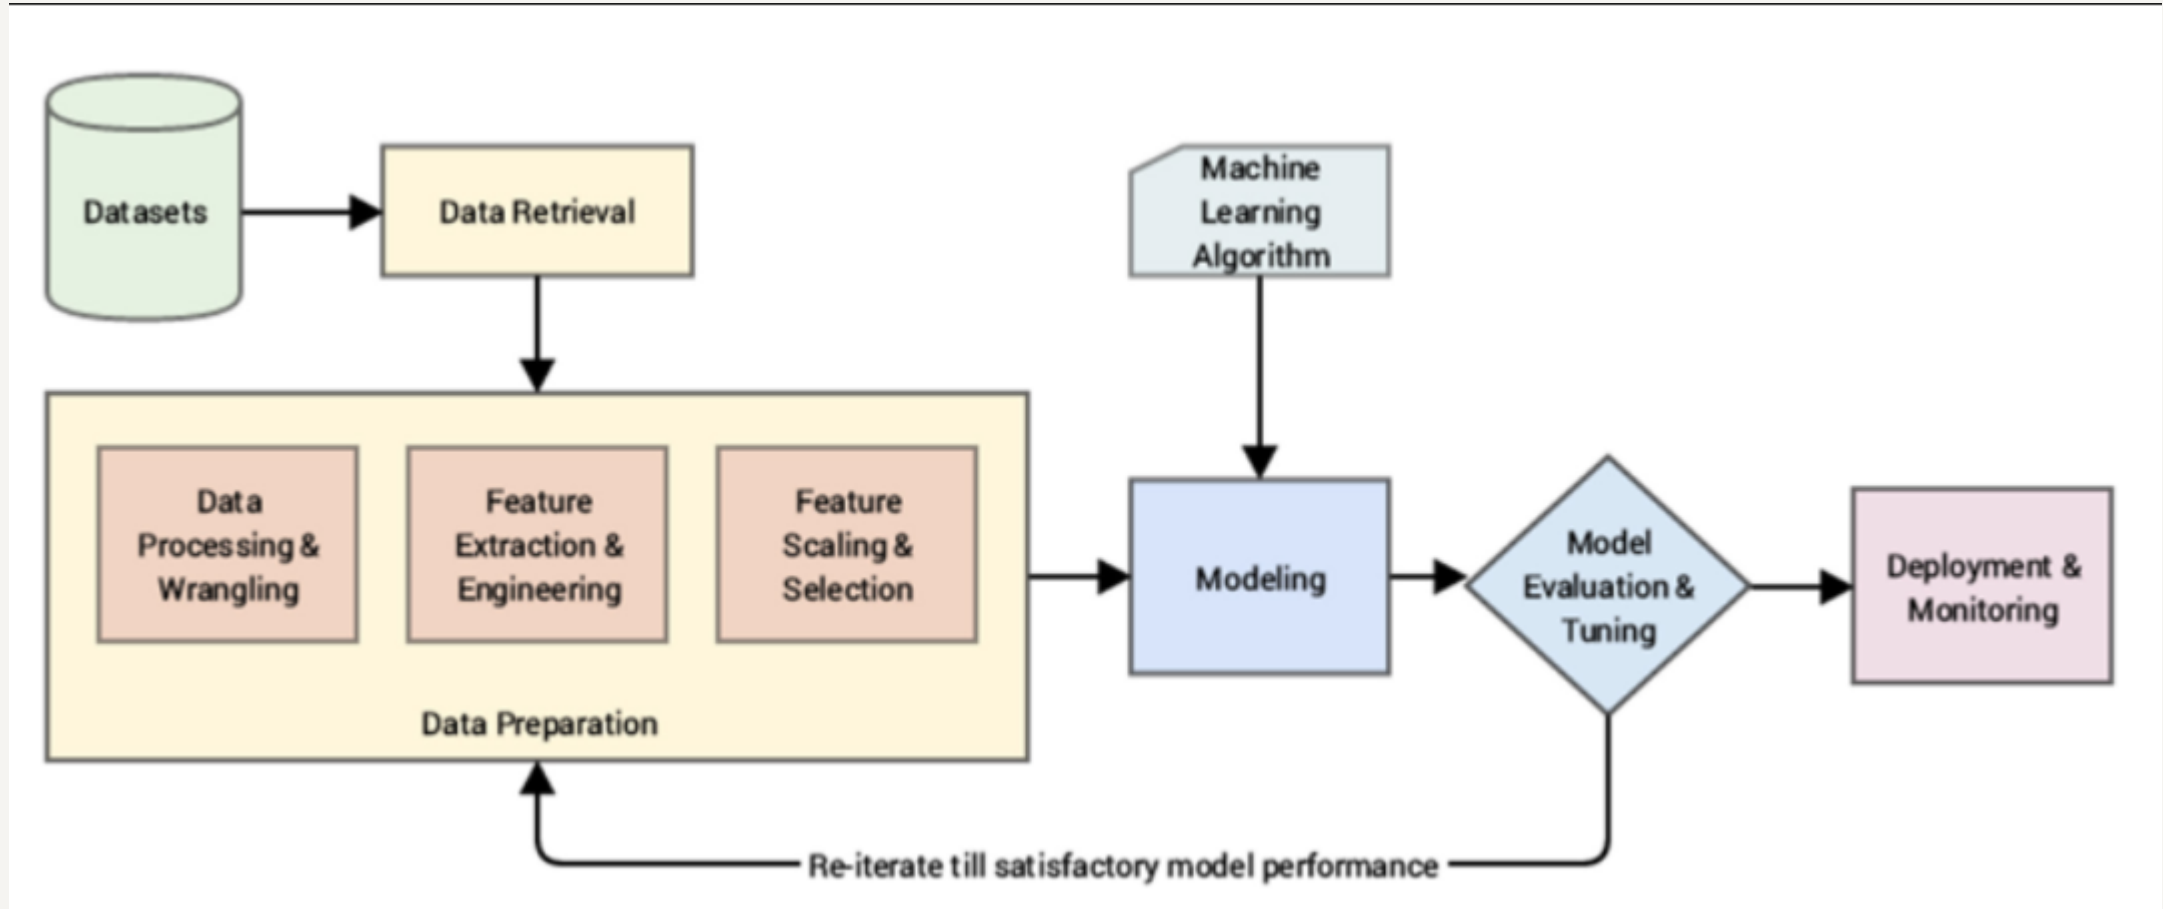 Datasets
Data Retrieval
Machine
Learning
Algorithm
Data
Processing &
Wrangling
Feature
Extraction &
Engineering
Feature
Scaling &
Selection
Data Preparation
Modeling
Model
Evaluation &
Tuning
Deployment &
Monitoring
Re-iterate till satisfactory model performance